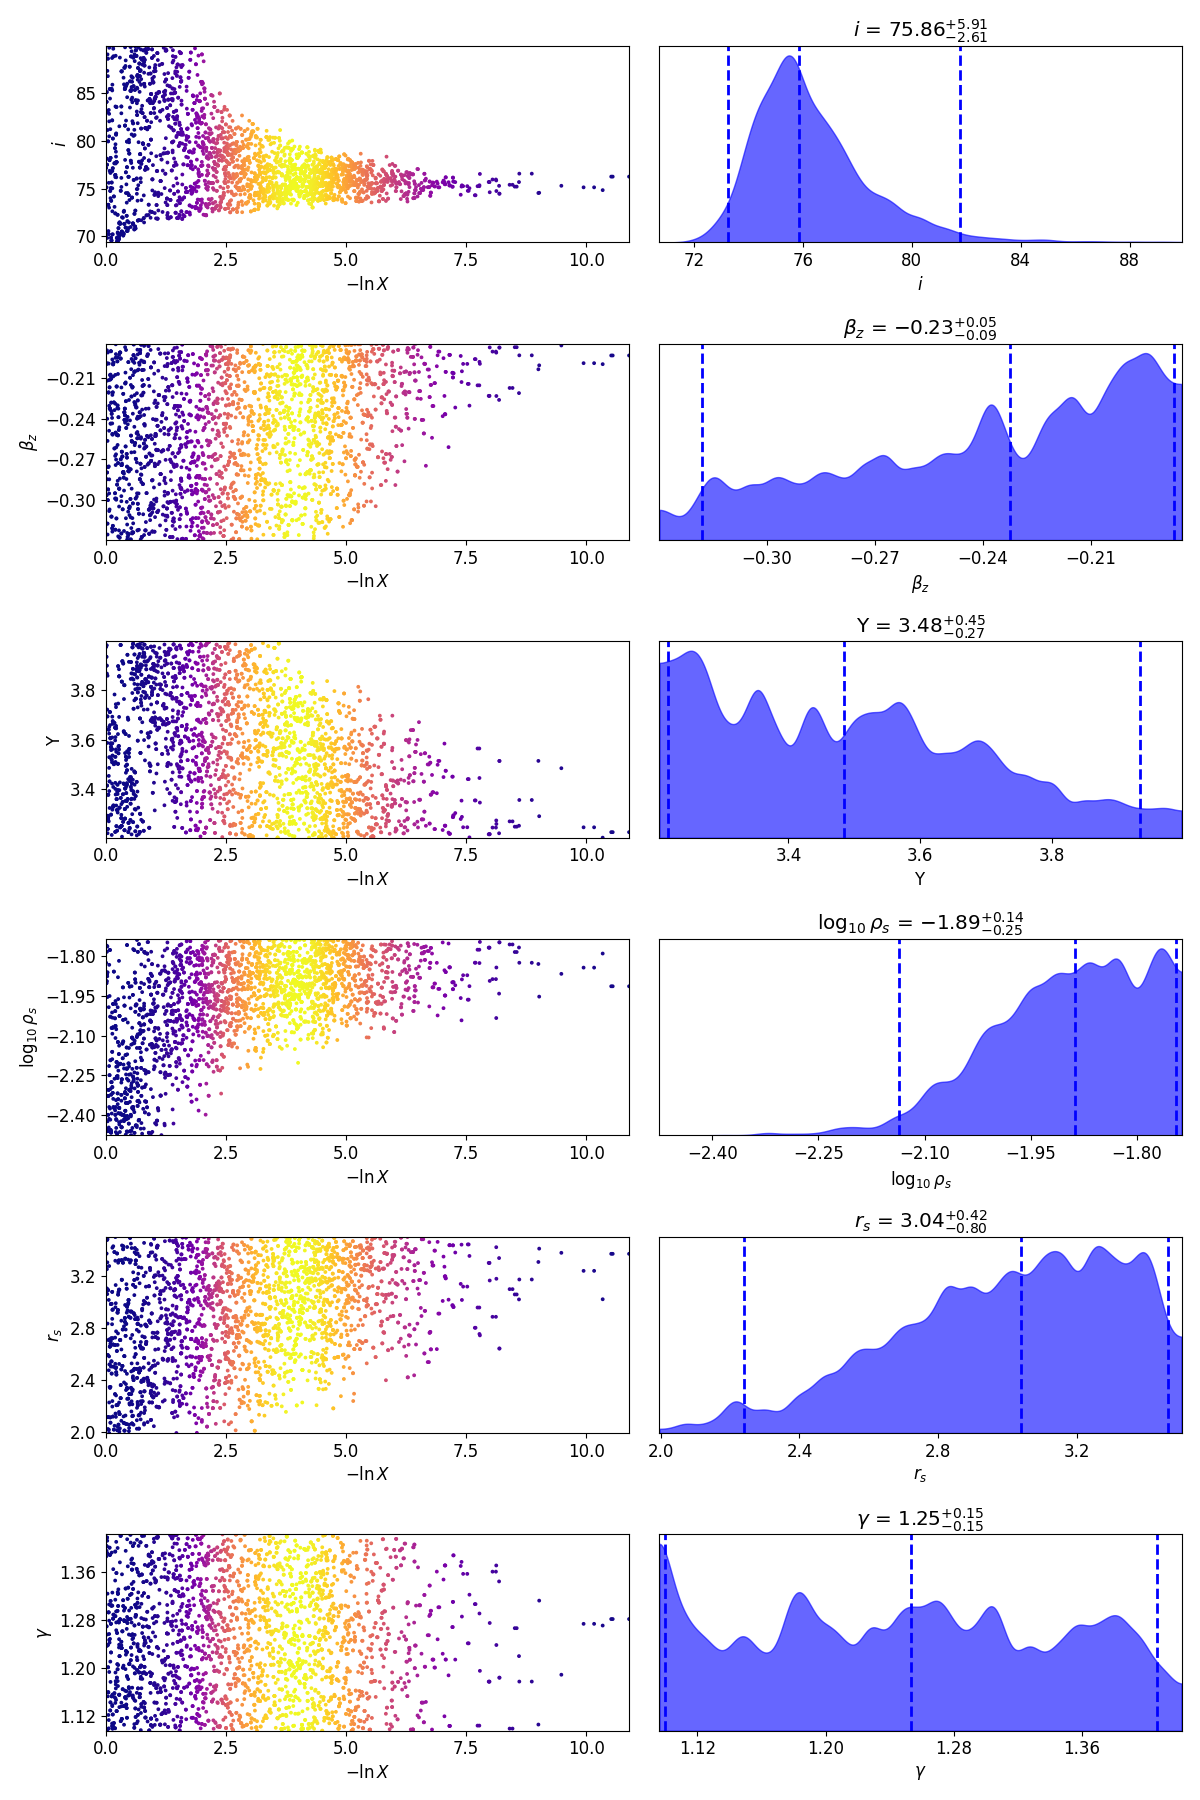 i = 75.86 +5.91 −2.61
85
80
75
70
i
0.0 2.5 5.0 7.5 10.0
−ln X
72 76 80 84 88
i
β_z = −0.23 +0.05 −0.09
−0.21
−0.24
−0.27
−0.30
β_z
0.0 2.5 5.0 7.5 10.0
−ln X
−0.30 −0.27 −0.24 −0.21
β_z
Y = 3.48 +0.45 −0.27
3.8
3.6
3.4
Y
0.0 2.5 5.0 7.5 10.0
−ln X
3.4 3.6 3.8
Y
log₁₀ ρ_s = −1.89 +0.14 −0.25
−1.80
−1.95
−2.10
−2.25
−2.40
log₁₀ ρ_s
0.0 2.5 5.0 7.5 10.0
−ln X
−2.40 −2.25 −2.10 −1.95 −1.80
log₁₀ ρ_s
r_s = 3.04 +0.42 −0.80
3.2
2.8
2.4
2.0
r_s
0.0 2.5 5.0 7.5 10.0
−ln X
2.0 2.4 2.8 3.2
r_s
γ = 1.25 +0.15 −0.15
1.36
1.28
1.20
1.12
γ
0.0 2.5 5.0 7.5 10.0
−ln X
1.12 1.20 1.28 1.36
γ